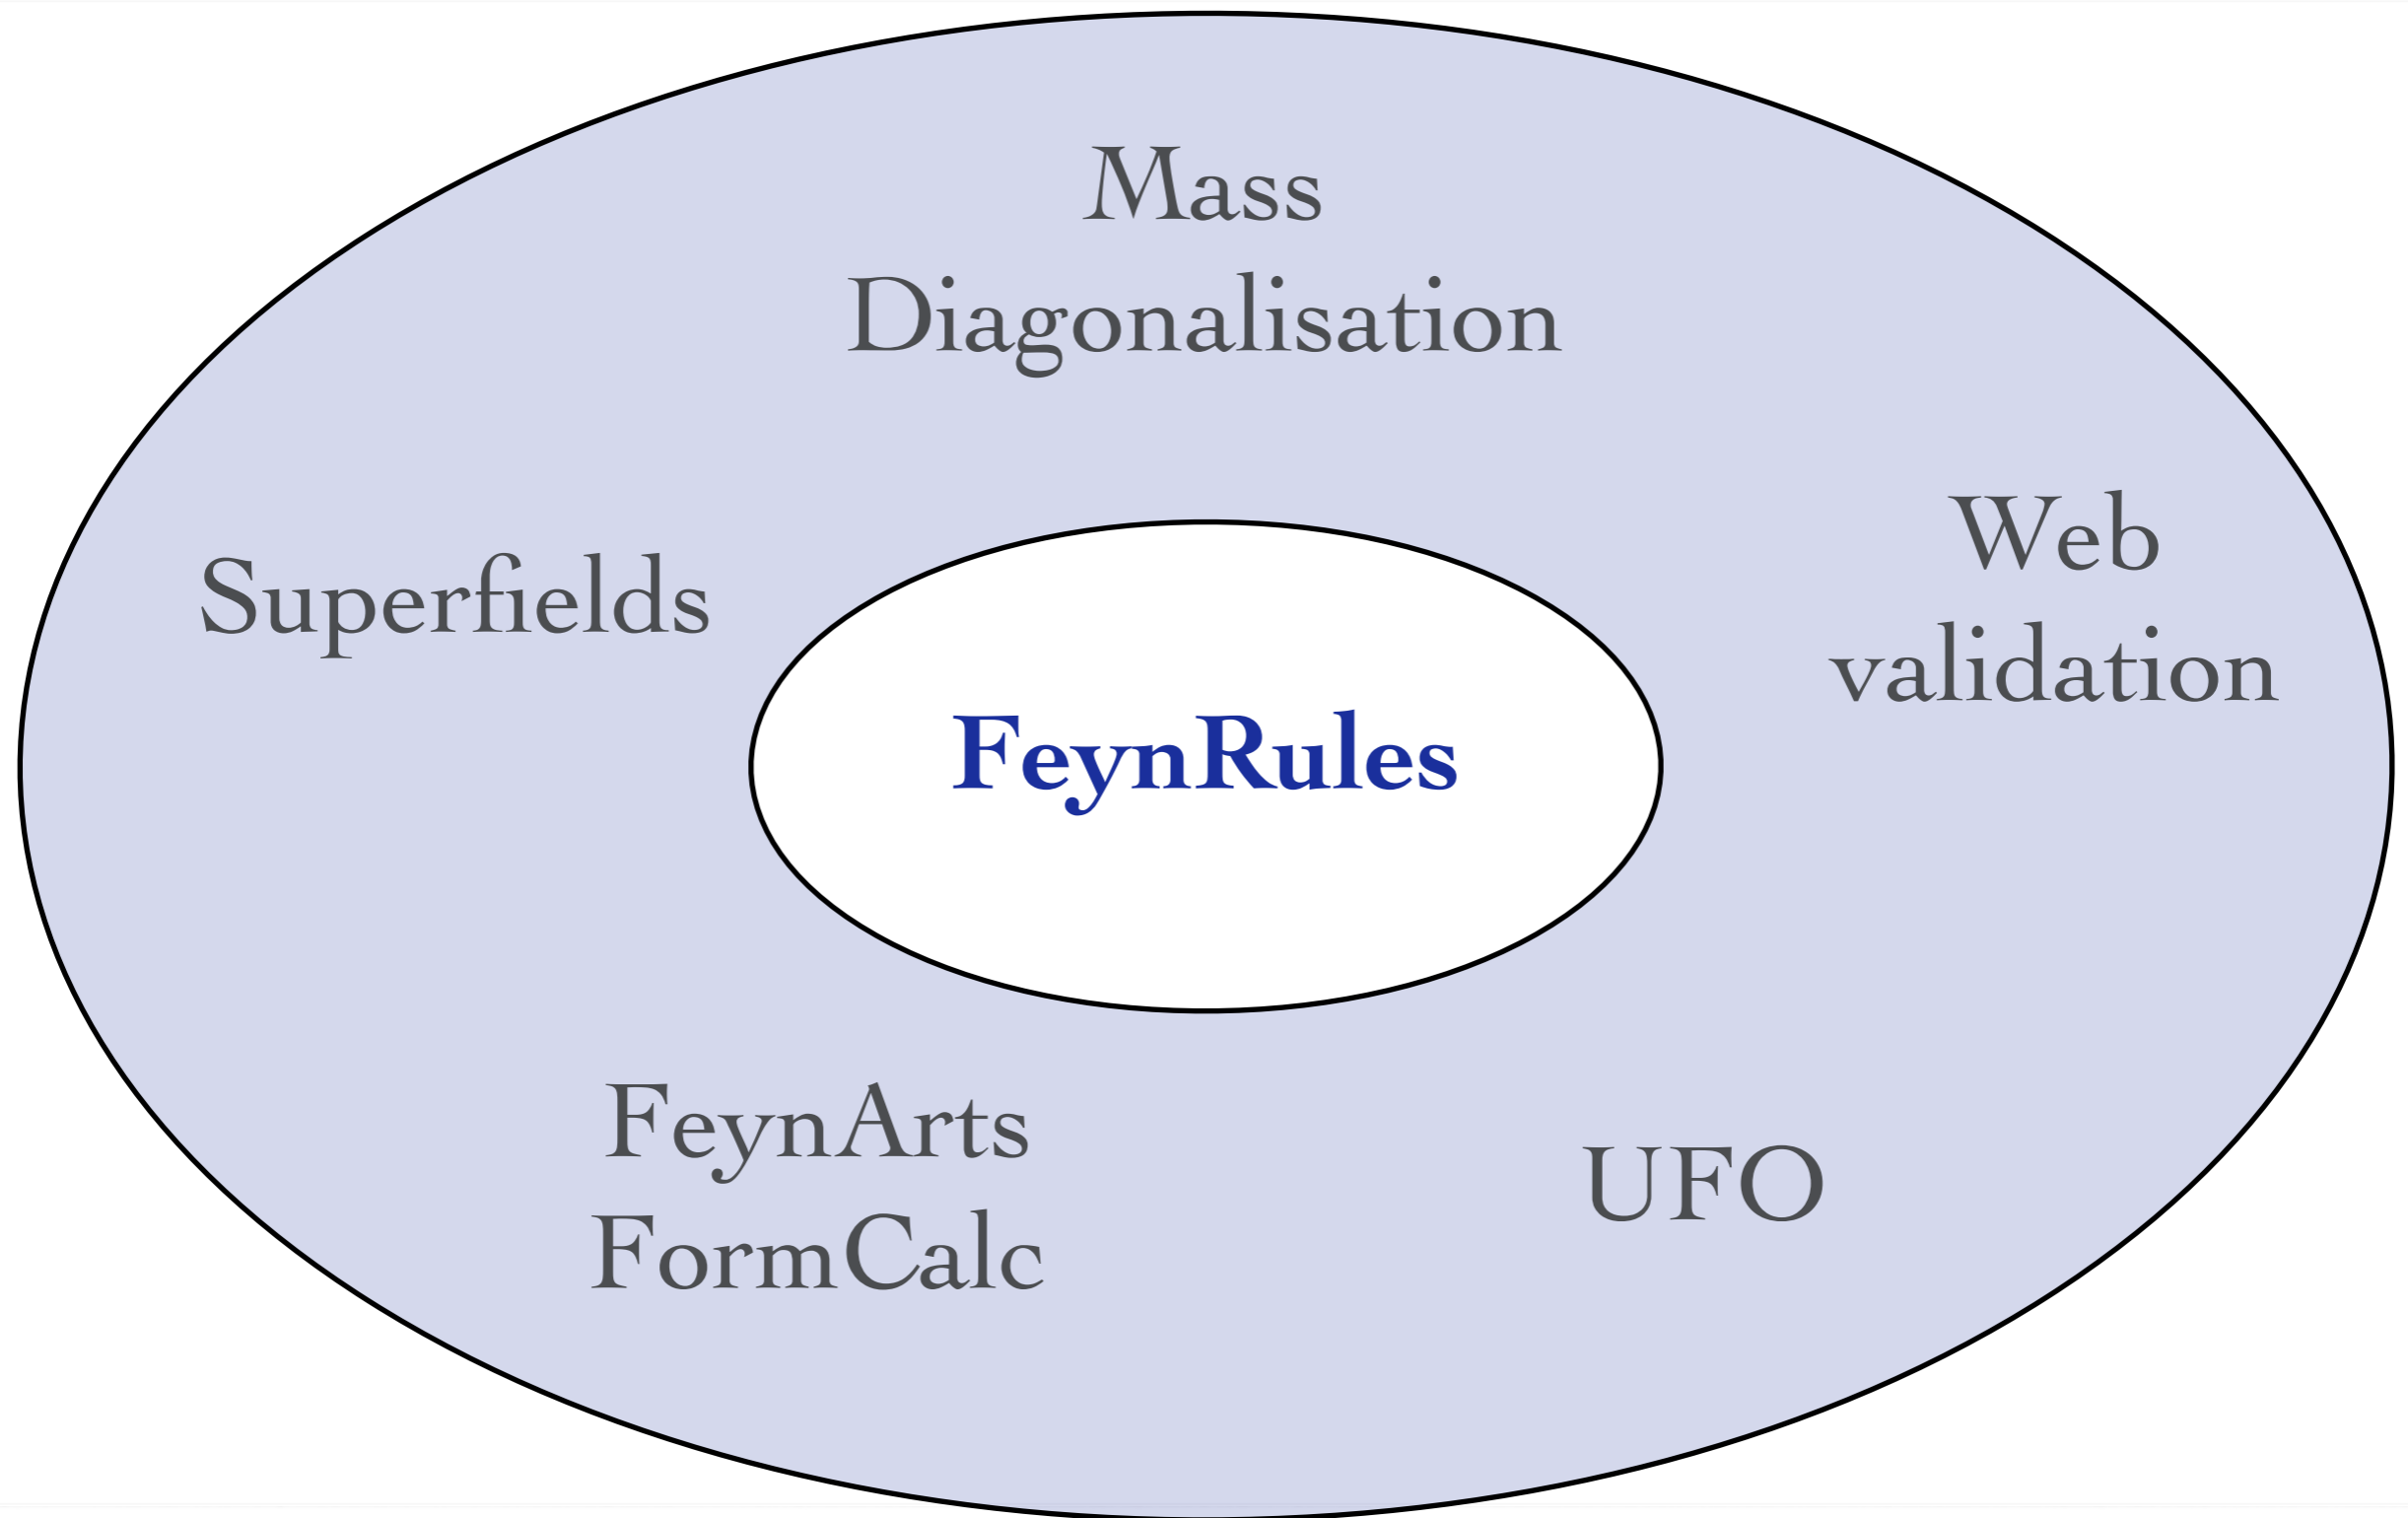 Mass
Diagonalisation
Web
validation
Superfields
FeynRules
FeynArts
FormCalc
UFO